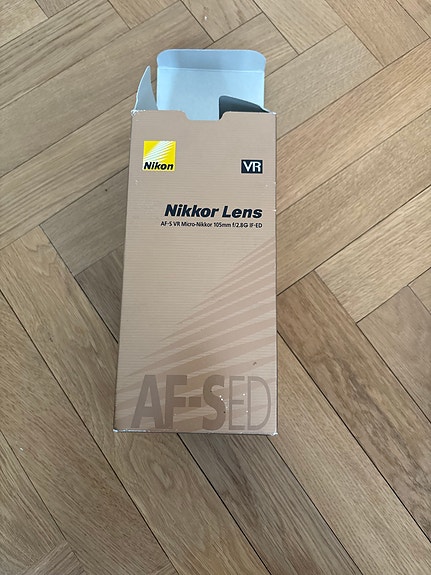 Nikon
VR
Nikkor Lens
AF-S VR Micro-Nikkor 105mm f/2.8G IF-ED
AF-S ED